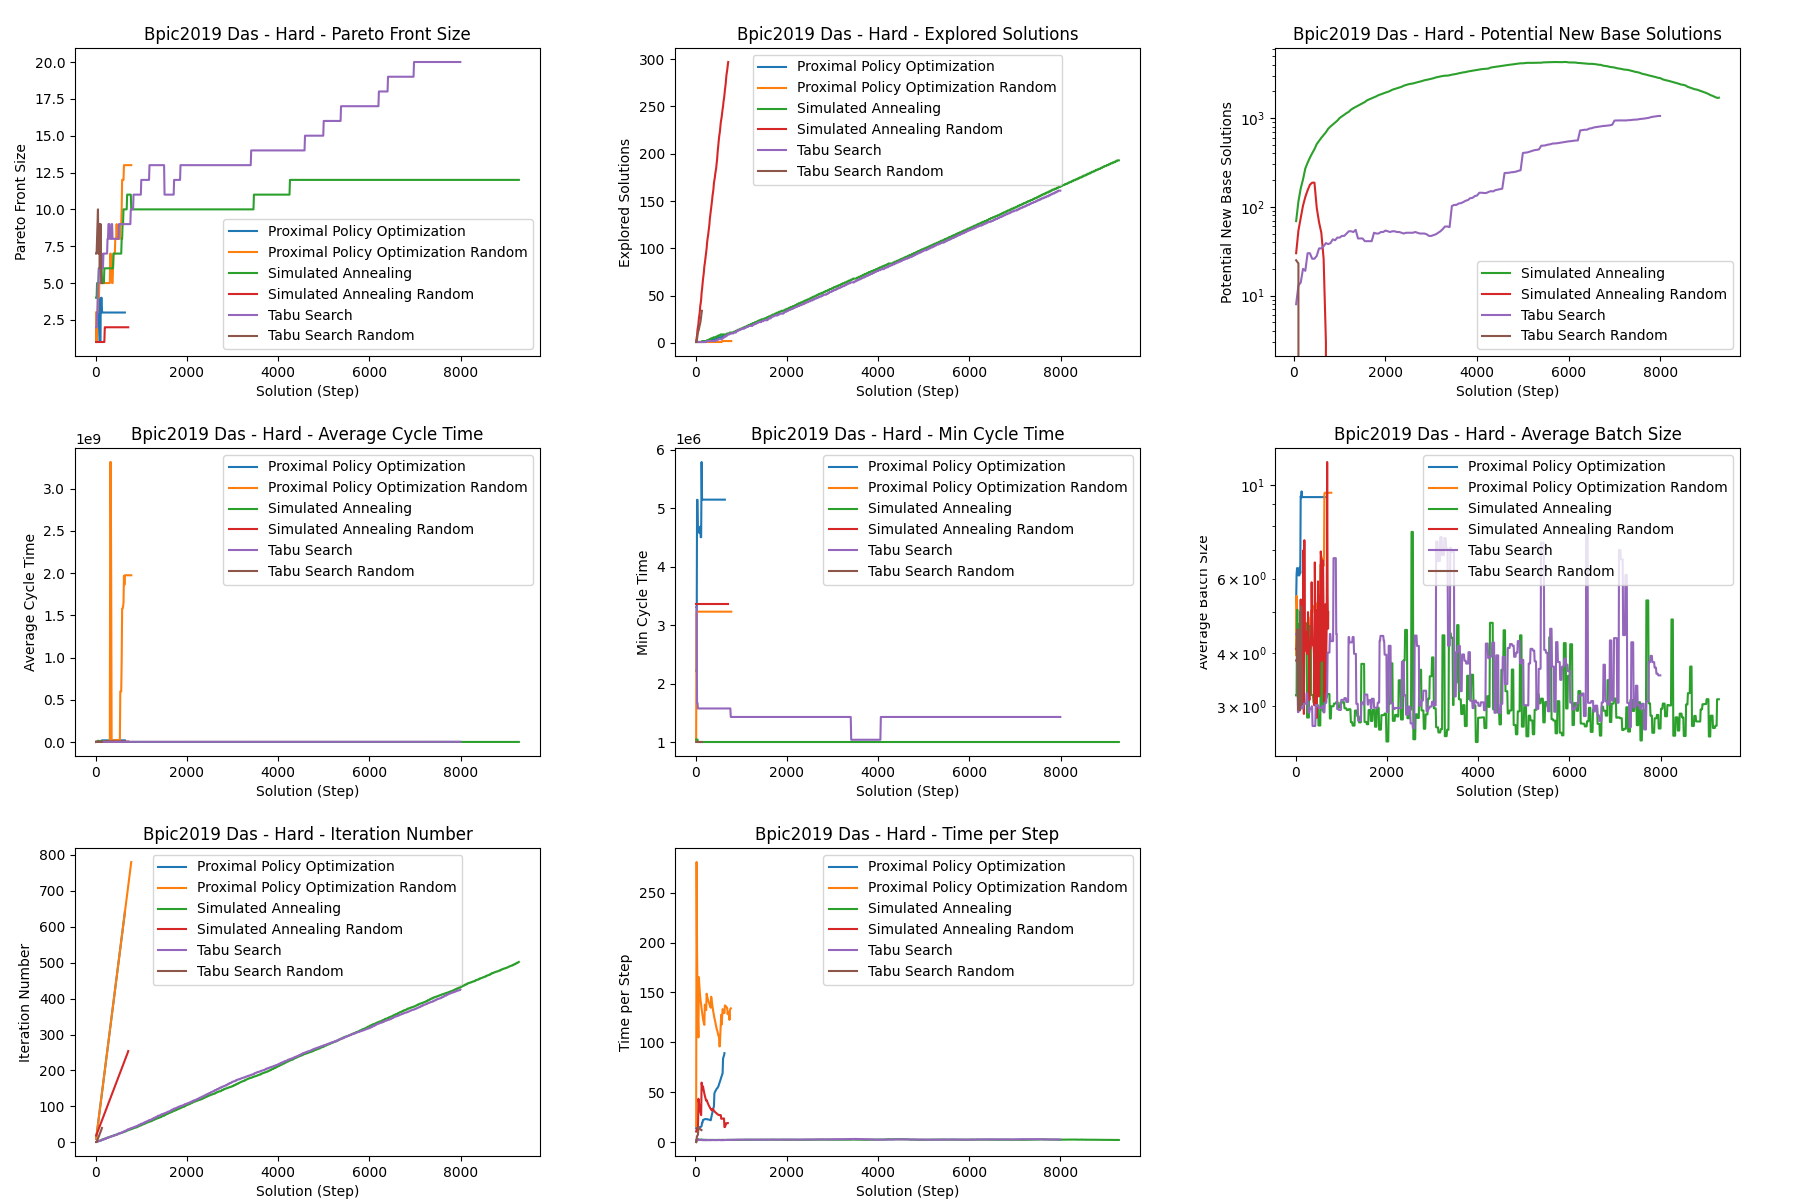 Bpic2019 Das - Hard - Pareto Front Size
Pareto Front Size
20.0
17.5
15.0
12.5
10.0
7.5
5.0
2.5
Proximal Policy Optimization
Proximal Policy Optimization Random
Simulated Annealing
Simulated Annealing Random
Tabu Search
Tabu Search Random
0 2000 4000 6000 8000
Solution (Step)
Bpic2019 Das - Hard - Explored Solutions
Explored Solutions
300
250
200
150
100
50
0
Proximal Policy Optimization
Proximal Policy Optimization Random
Simulated Annealing
Simulated Annealing Random
Tabu Search
Tabu Search Random
0 2000 4000 6000 8000
Solution (Step)
Bpic2019 Das - Hard - Potential New Base Solutions
Potential New Base Solutions
10³
10²
10¹
Simulated Annealing
Simulated Annealing Random
Tabu Search
Tabu Search Random
0 2000 4000 6000 8000
Solution (Step)
Bpic2019 Das - Hard - Average Cycle Time
1e9
Average Cycle Time
3.0
2.5
2.0
1.5
1.0
0.5
0.0
Proximal Policy Optimization
Proximal Policy Optimization Random
Simulated Annealing
Simulated Annealing Random
Tabu Search
Tabu Search Random
0 2000 4000 6000 8000
Solution (Step)
Bpic2019 Das - Hard - Min Cycle Time
1e6
Min Cycle Time
6
5
4
3
2
1
Proximal Policy Optimization
Proximal Policy Optimization Random
Simulated Annealing
Simulated Annealing Random
Tabu Search
Tabu Search Random
0 2000 4000 6000 8000
Solution (Step)
Bpic2019 Das - Hard - Average Batch Size
Average Batch Size
10¹
6 × 10⁰
4 × 10⁰
3 × 10⁰
Proximal Policy Optimization
Proximal Policy Optimization Random
Simulated Annealing
Simulated Annealing Random
Tabu Search
Tabu Search Random
0 2000 4000 6000 8000
Solution (Step)
Bpic2019 Das - Hard - Iteration Number
Iteration Number
800
700
600
500
400
300
200
100
0
Proximal Policy Optimization
Proximal Policy Optimization Random
Simulated Annealing
Simulated Annealing Random
Tabu Search
Tabu Search Random
0 2000 4000 6000 8000
Solution (Step)
Bpic2019 Das - Hard - Time per Step
Time per Step
250
200
150
100
50
0
Proximal Policy Optimization
Proximal Policy Optimization Random
Simulated Annealing
Simulated Annealing Random
Tabu Search
Tabu Search Random
0 2000 4000 6000 8000
Solution (Step)